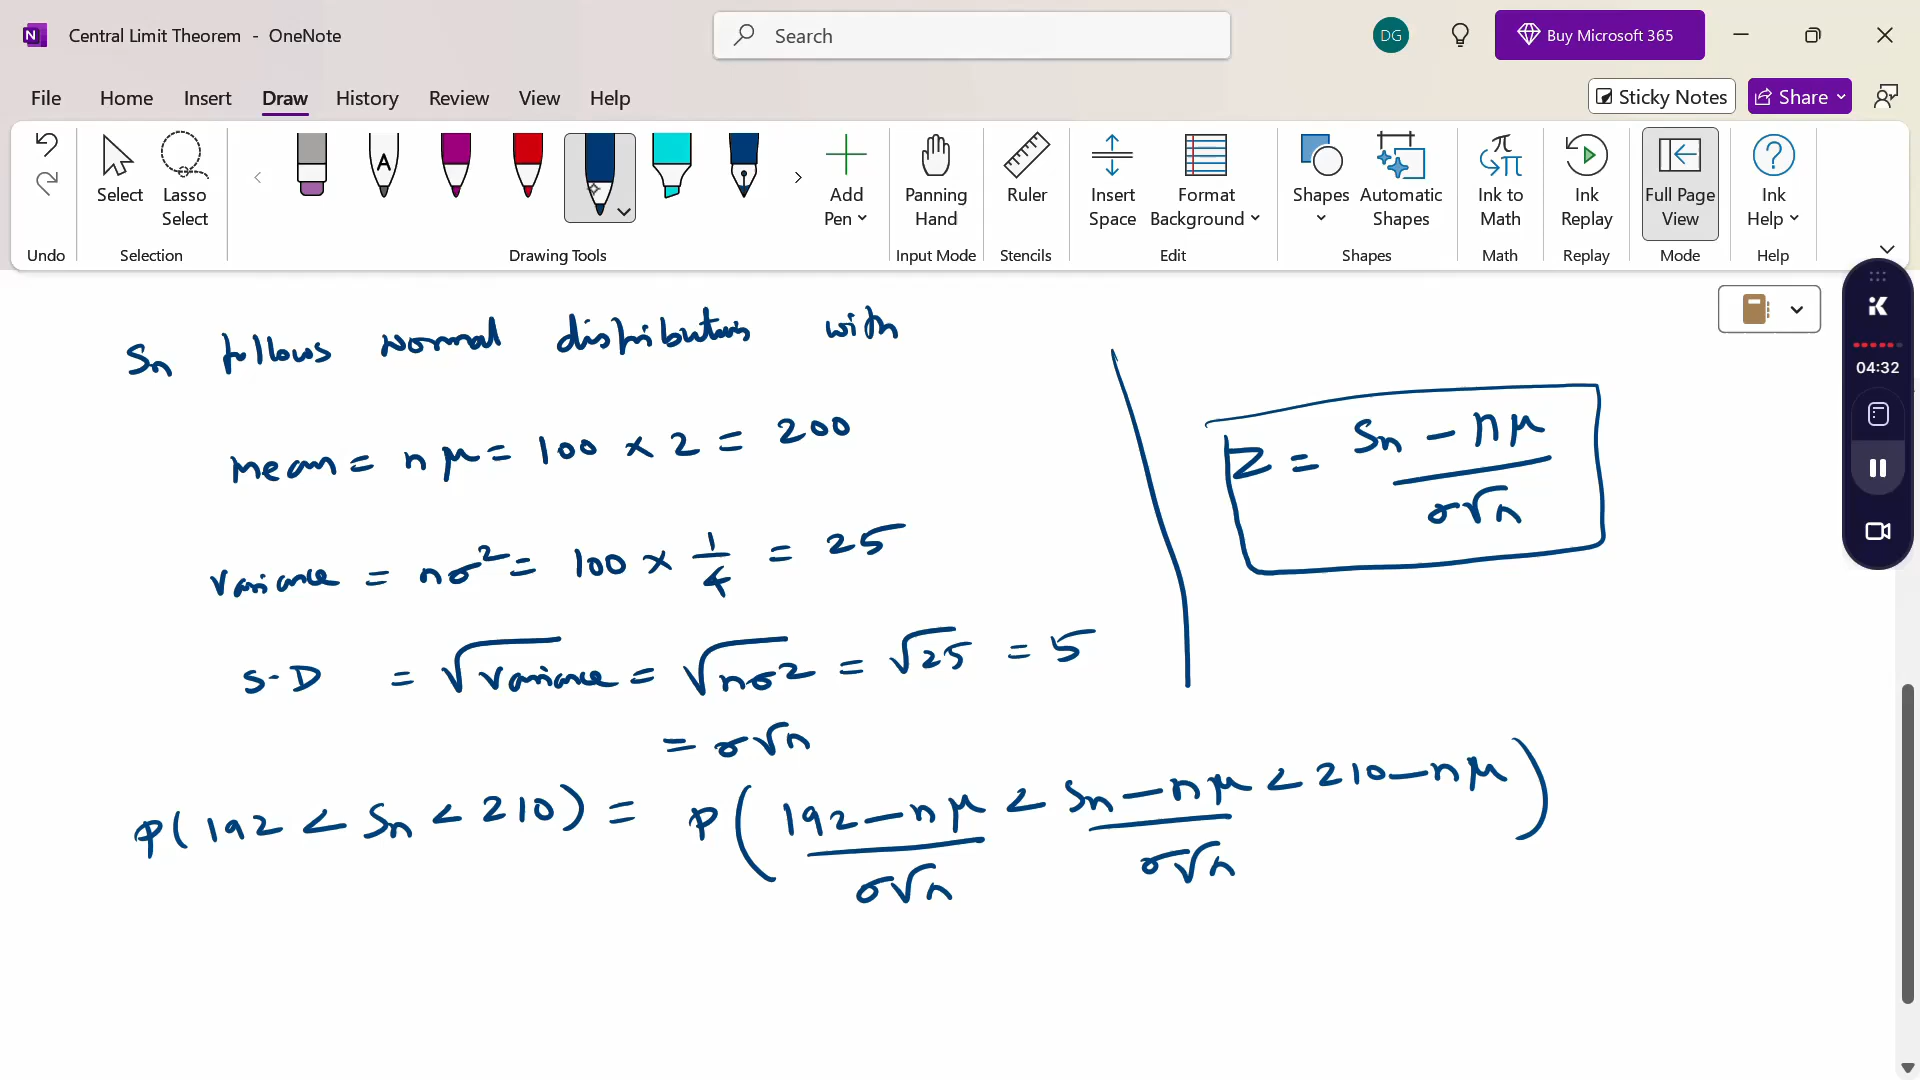 Central Limit Theorem - OneNote
Search
DG
Buy Microsoft 365
File Home Insert Draw History Review View Help
Sticky Notes
Share
Select
Lasso Select
A
Add Pen
Panning Hand
Ruler
Insert Space
Format Background
Shapes
Automatic Shapes
Ink to Math
Ink Replay
Full Page View
Ink Help
Undo
Selection
Drawing Tools
Input Mode
Stencils
Edit
Shapes
Math
Replay
Mode
Help
04:32
Sn follows normal distribution with
mean = nμ = 100 × 2 = 200
variance = nσ² = 100 × 1/4 = 25
S.D = √variance = √nσ² = √25 = 5
= σ√n
P(192 < Sn < 210) = P( (192 – nμ)/(σ√n) < (Sn – nμ)/(σ√n) < 210 – nμ )
Z = (Sn – nμ)/(σ√n)